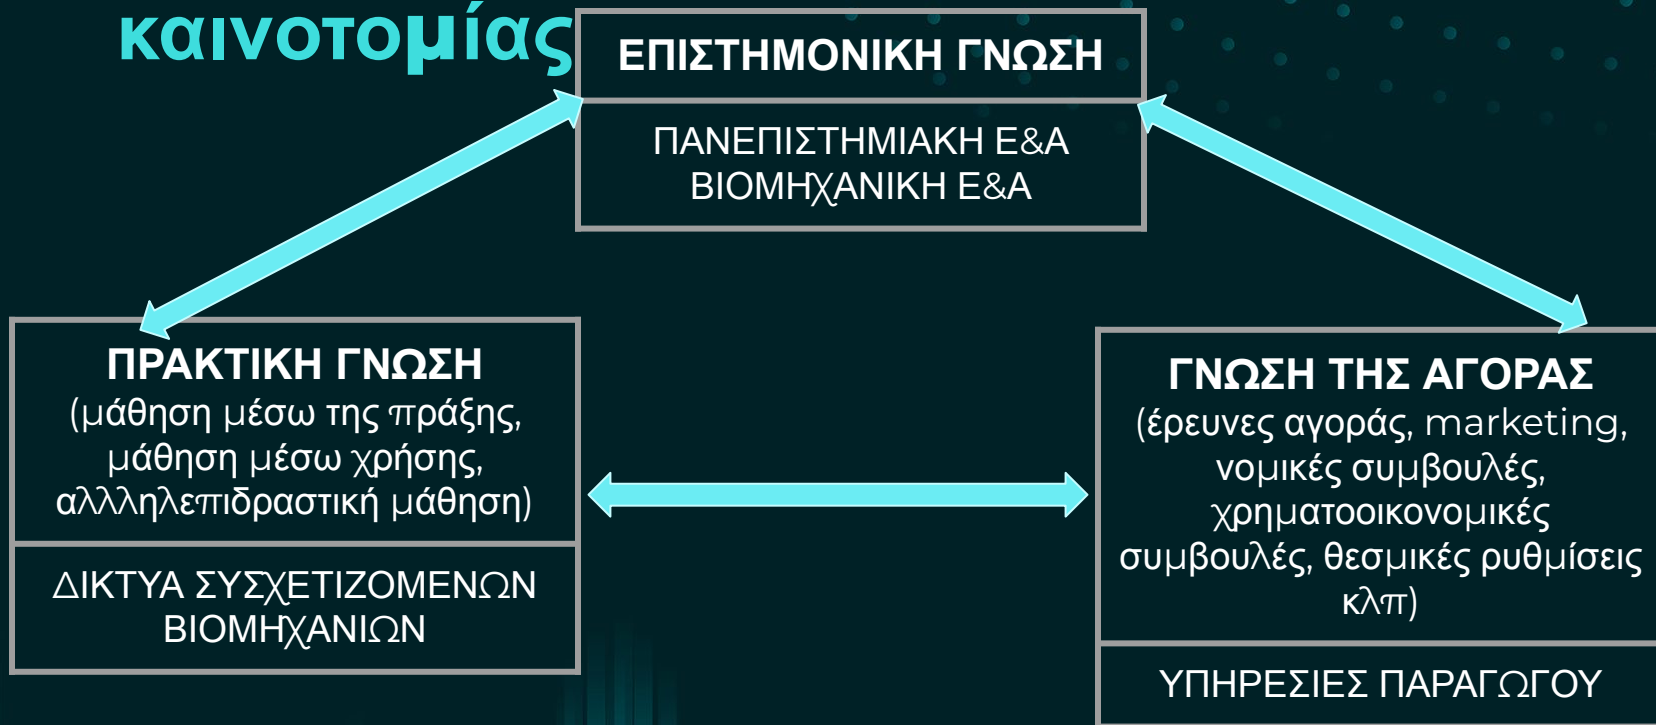 καινοτομίας
ΕΠΙΣΤΗΜΟΝΙΚΗ ΓΝΩΣΗ
ΠΑΝΕΠΙΣΤΗΜΙΑΚΗ Ε&Α
ΒΙΟΜΗΧΑΝΙΚΗ Ε&Α
ΠΡΑΚΤΙΚΗ ΓΝΩΣΗ
(μάθηση μέσω της πράξης,
μάθηση μέσω χρήσης,
αλλληλεπιδραστική μάθηση)
ΔΙΚΤΥΑ ΣΥΣΧΕΤΙΖΟΜΕΝΩΝ
ΒΙΟΜΗΧΑΝΙΩΝ
ΓΝΩΣΗ ΤΗΣ ΑΓΟΡΑΣ
(έρευνες αγοράς, marketing,
νομικές συμβουλές,
χρηματοοικονομικές
συμβουλές, θεσμικές ρυθμίσεις
κλπ)
ΥΠΗΡΕΣΙΕΣ ΠΑΡΑΓΩΓΟΥ